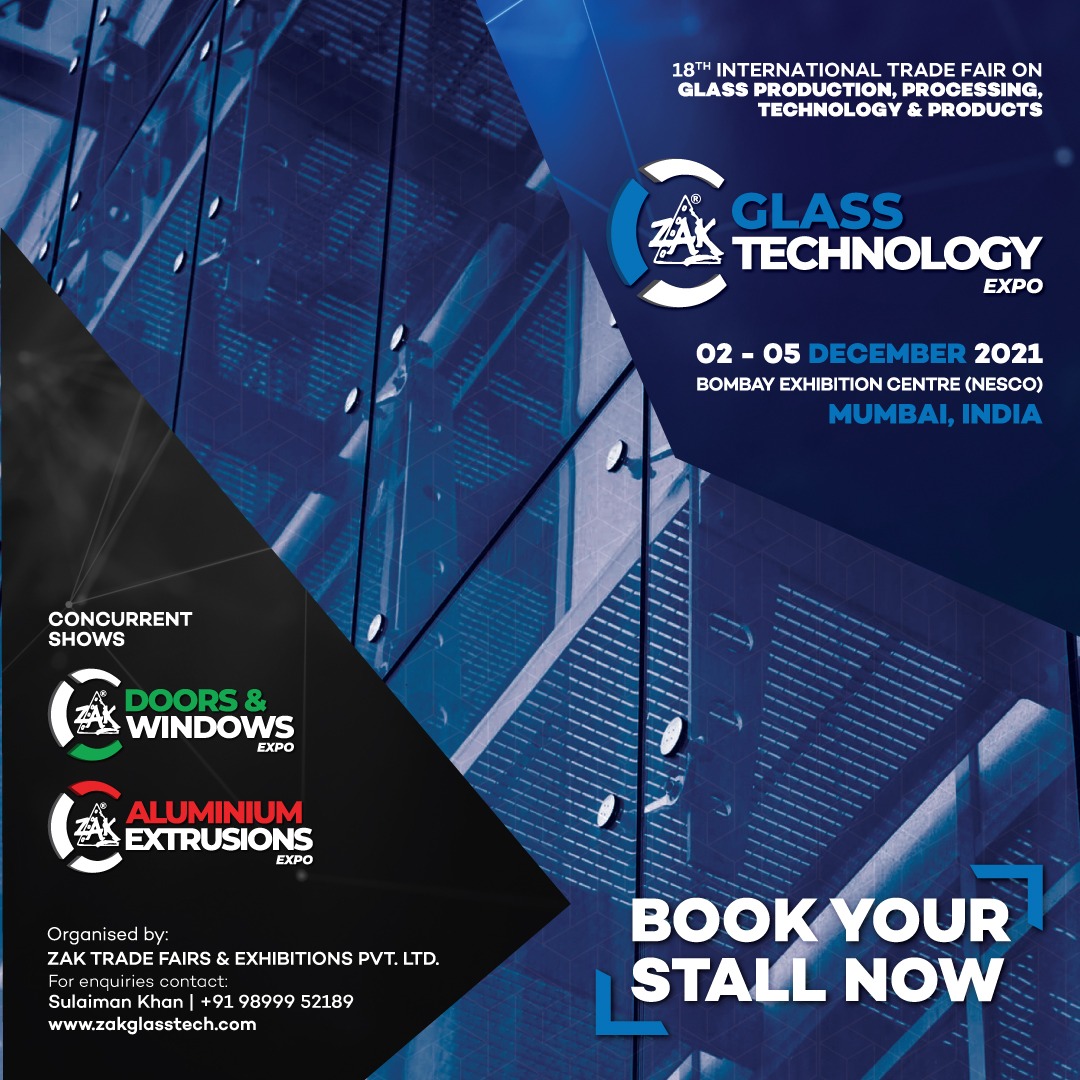 18TH INTERNATIONAL TRADE FAIR ON
GLASS PRODUCTION, PROCESSING,
TECHNOLOGY & PRODUCTS
ZAK®
GLASS
TECHNOLOGY
EXPO
02 - 05 DECEMBER 2021
BOMBAY EXHIBITION CENTRE (NESCO)
MUMBAI, INDIA
CONCURRENT
SHOWS
ZAK®
DOORS &
WINDOWS
EXPO
ZAK®
ALUMINIUM
EXTRUSIONS
EXPO
Organised by:
ZAK TRADE FAIRS & EXHIBITIONS PVT. LTD.
For enquiries contact:
Sulaiman Khan | +91 98999 52189
www.zakglasstech.com
BOOK YOUR
STALL NOW